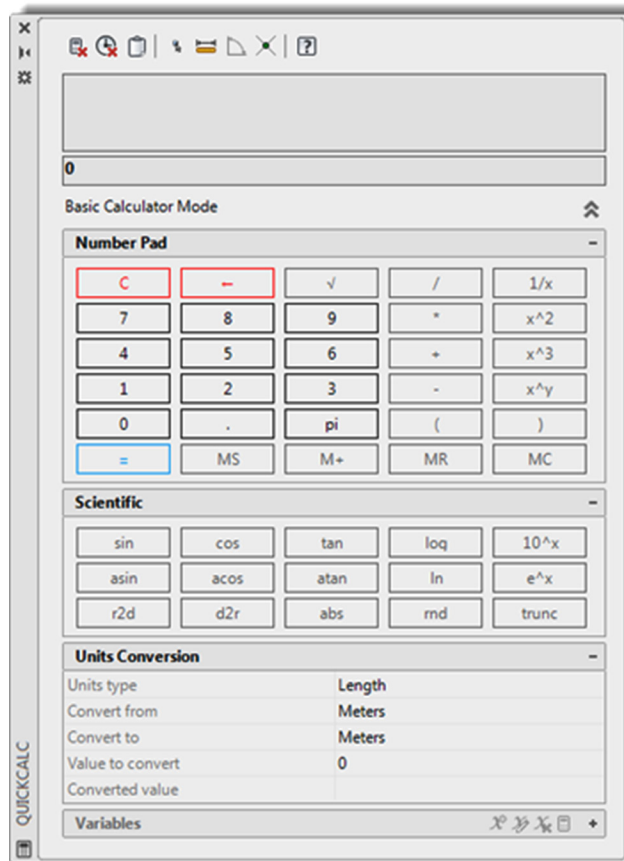 0
Basic Calculator Mode
Number Pad
C ← √ / 1/x
7 8 9 * x^2
4 5 6 + x^3
1 2 3 - x^y
0 . pi ( )
= MS M+ MR MC
Scientific
sin cos tan log 10^x
asin acos atan ln e^x
r2d d2r abs rnd trunc
Units Conversion
Units type Length
Convert from Meters
Convert to Meters
Value to convert 0
Converted value
Variables
QUICKCALC